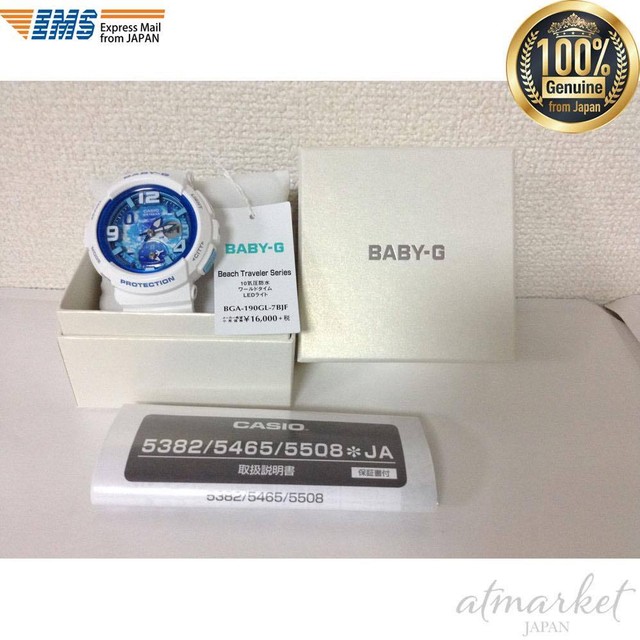 EMS
Express Mail
from JAPAN
100%
Genuine
from Japan
BABY-G
12
CASIO
PROTECTION
BABY-G
Beach Traveler Series
10気圧防水
ワールドタイム
LEDライト
BGA-190GL-7BJF
¥16,000+税
BABY-G
CASIO
5382/5465/5508*JA
取扱説明書
保証書付
5382/5465/5508
atmarket
JAPAN